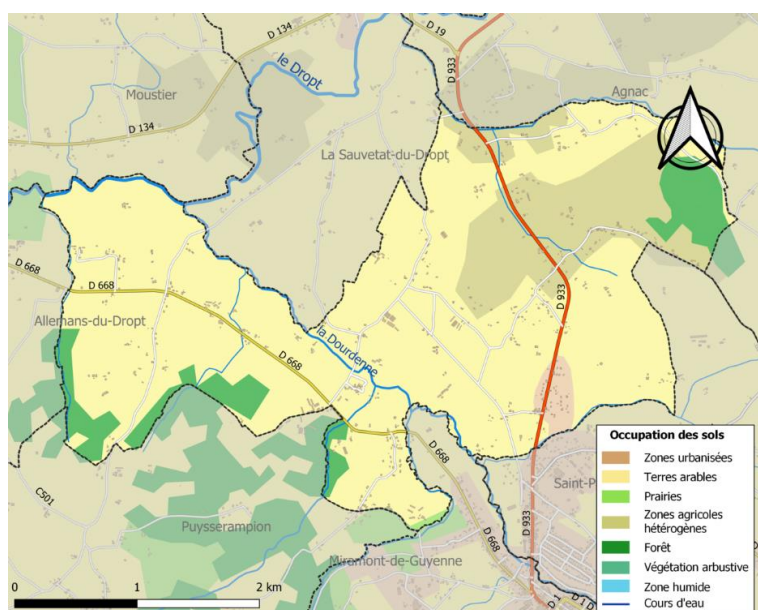 D 134
D 19
D 933
le Dropt
Moustier
Agnac
D 134
La Sauvetat-du-Dropt
D 668
D 668
D 933
Allemans-du-Dropt
la Dourdenne
D 668
D 668
C501
Puysserampion
D 933
Saint-P
Miramont-de-Guyenne
D 668
D 1
Occupation des sols
Zones urbanisées
Terres arables
Prairies
Zones agricoles
hétérogènes
Forêt
Végétation arbustive
Zone humide
Cours d'eau
0 1 2 km